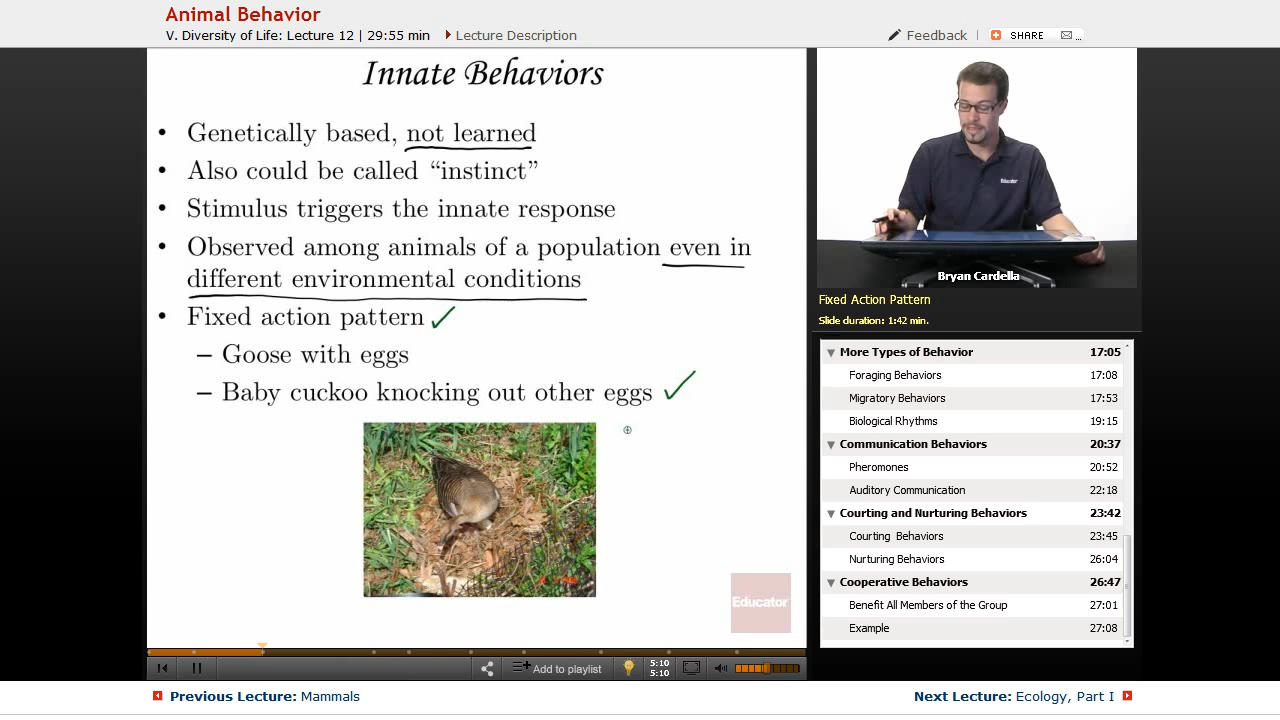 Animal Behavior
V. Diversity of Life: Lecture 12 | 29:55 min
Lecture Description
Feedback
SHARE
Innate Behaviors
• Genetically based, not learned
• Also could be called “instinct”
• Stimulus triggers the innate response
• Observed among animals of a population even in
different environmental conditions
• Fixed action pattern
– Goose with eggs
– Baby cuckoo knocking out other eggs
Educator
Educator
Bryan Cardella
Fixed Action Pattern
Slide duration: 1:42 min.
More Types of Behavior 17:05
Foraging Behaviors 17:08
Migratory Behaviors 17:53
Biological Rhythms 19:15
Communication Behaviors 20:37
Pheromones 20:52
Auditory Communication 22:18
Courting and Nurturing Behaviors 23:42
Courting Behaviors 23:45
Nurturing Behaviors 26:04
Cooperative Behaviors 26:47
Benefit All Members of the Group 27:01
Example 27:08
Add to playlist
5:10
5:10
Previous Lecture: Mammals
Next Lecture: Ecology, Part I